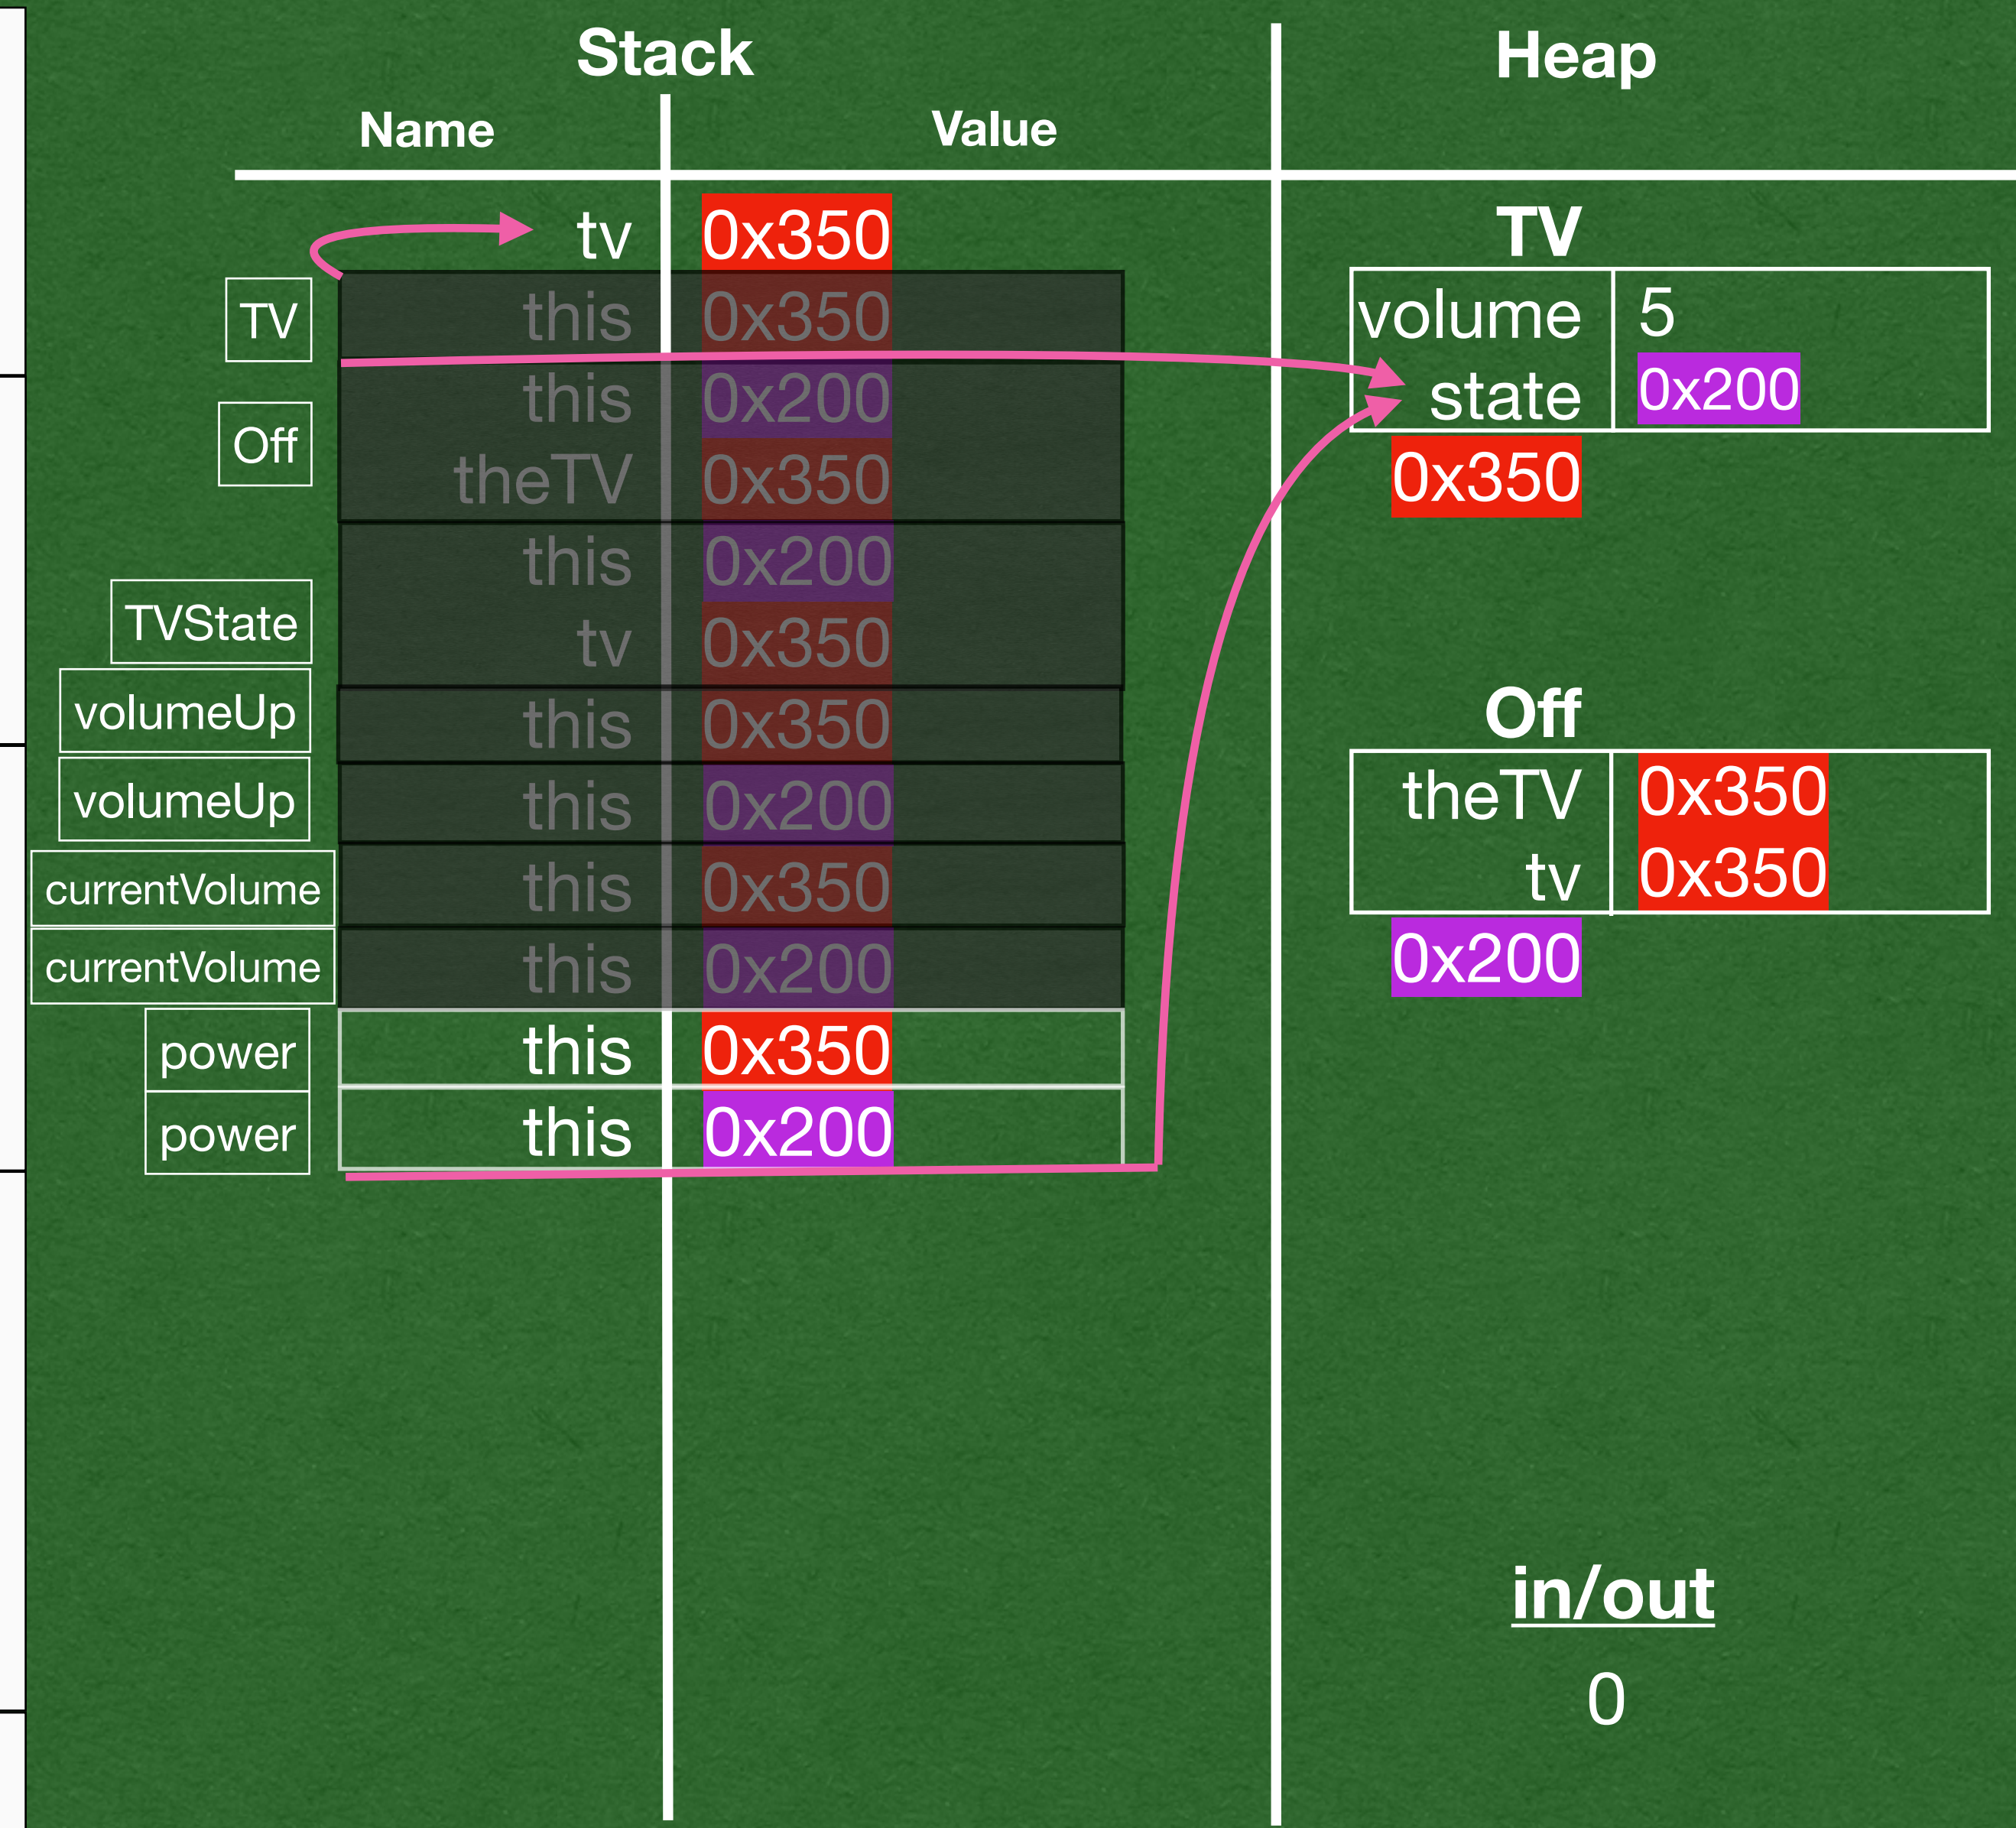 Stack Heap
Name Value
tv 0x350 TV
TV this 0x350 volume 5
this 0x200 state 0x200
Off
theTV 0x350 0x350
this 0x200
TVState tv 0x350
volumeUp this 0x350 Off
volumeUp this 0x200 theTV 0x350
currentVolume this 0x350 tv 0x350
currentVolume this 0x200 0x200
power this 0x350
power this 0x200
in/out
0